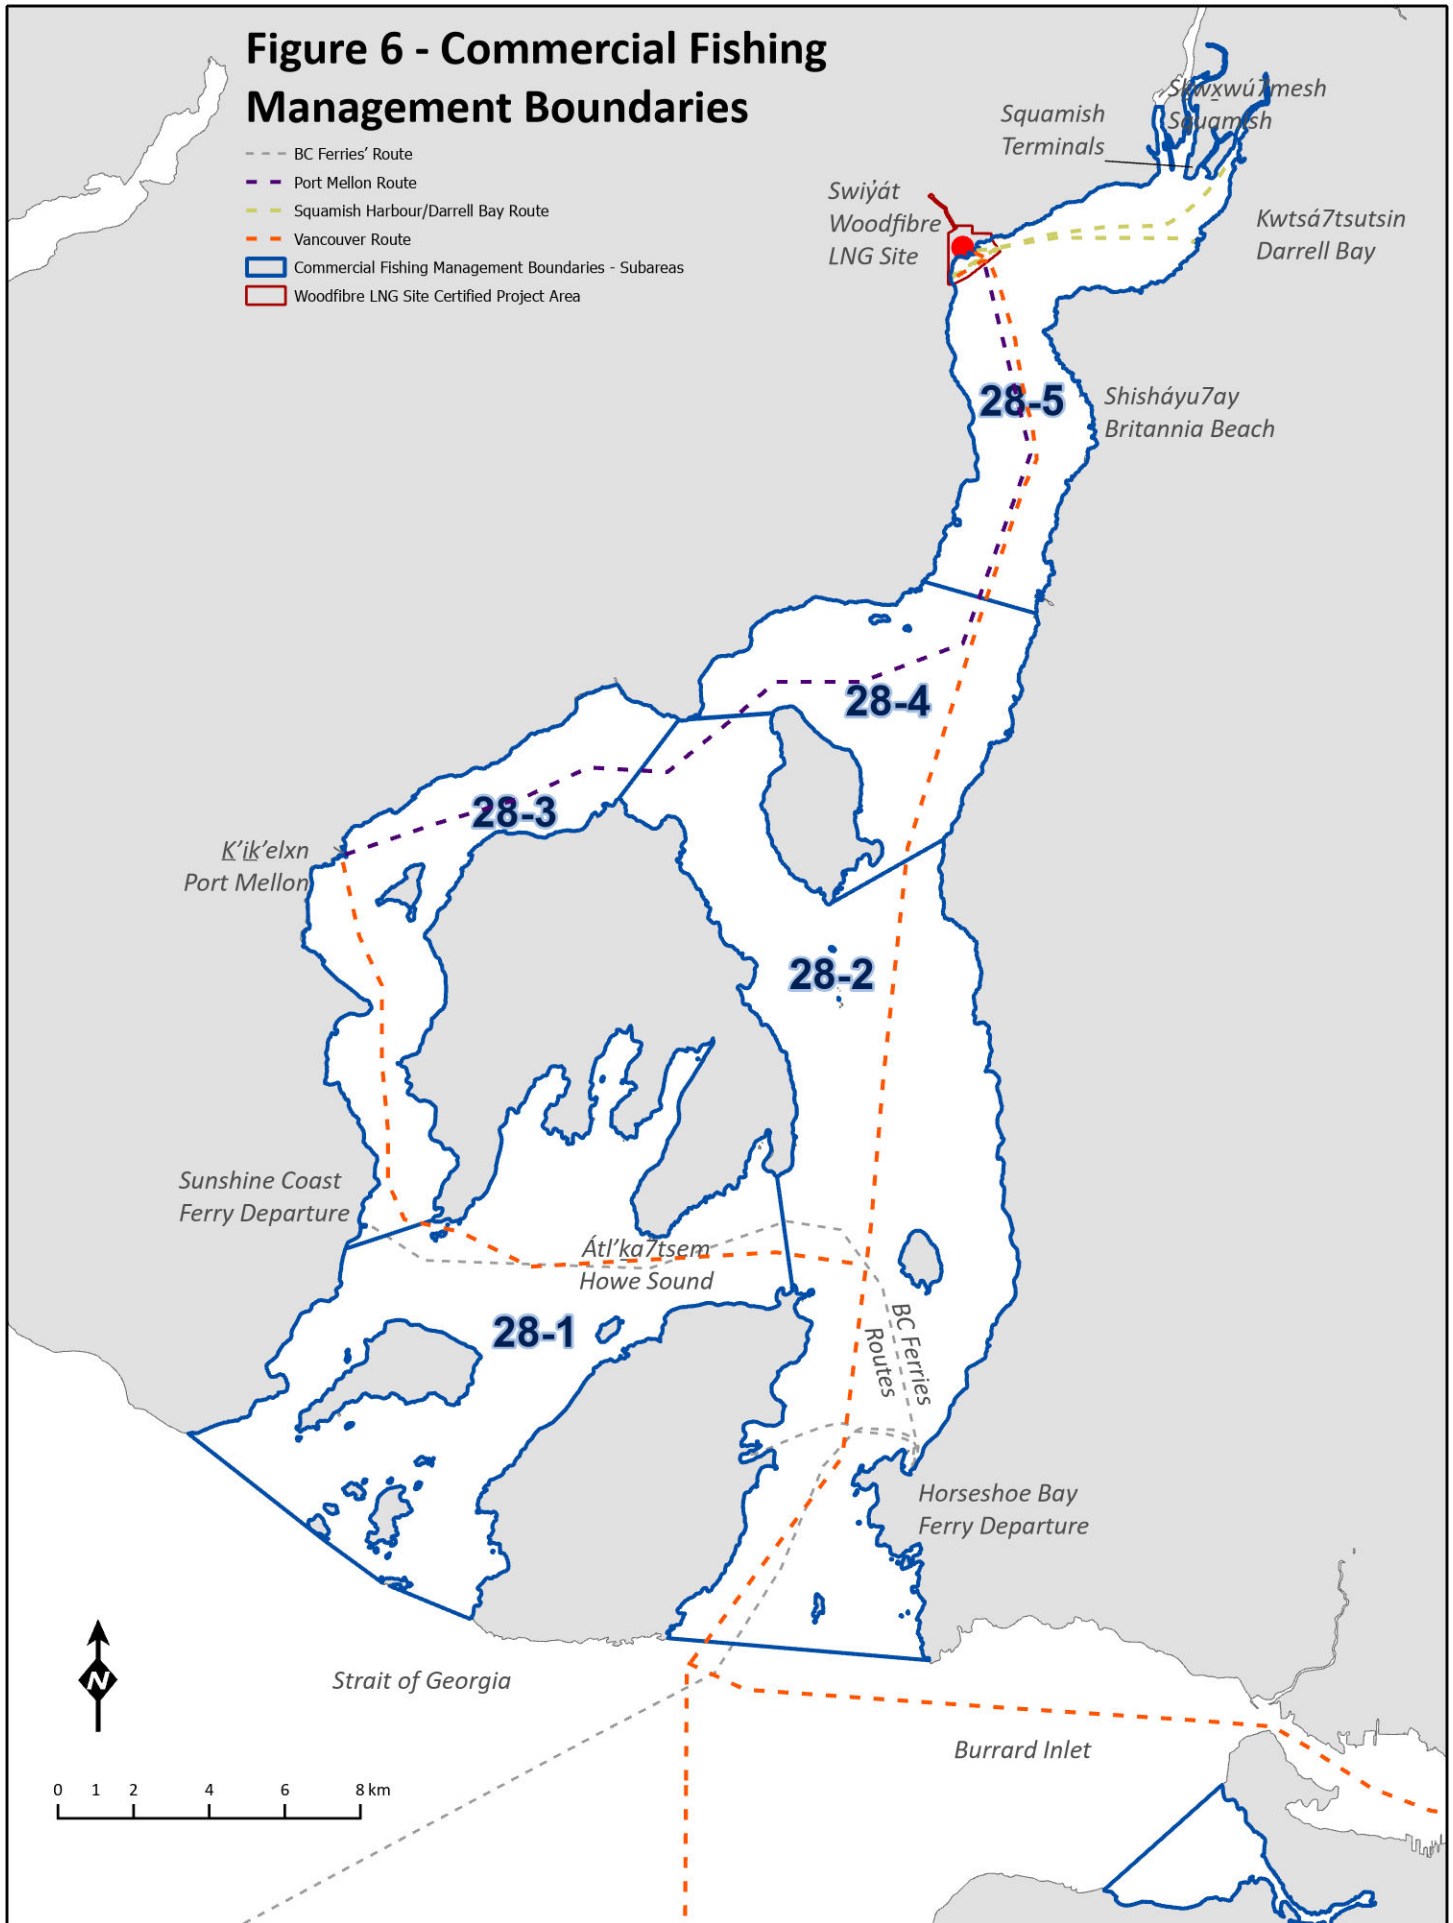 Figure 6 - Commercial Fishing
Management Boundaries
BC Ferries' Route
Port Mellon Route
Squamish Harbour/Darrell Bay Route
Vancouver Route
Commercial Fishing Management Boundaries - Subareas
Woodfibre LNG Site Certified Project Area
Sḵwx̱wú7mesh
Squamish
Squamish
Terminals
Swiy̓át
Woodfibre
LNG Site
Kwtsá7tsutsin
Darrell Bay
28-5
Shisháyu7ay
Britannia Beach
28-4
28-3
Ḵ'iḵ'elxn
Port Mellon
28-2
Sunshine Coast
Ferry Departure
Átl'ḵa7tsem
Howe Sound
28-1
BC Ferries
Routes
Horseshoe Bay
Ferry Departure
Strait of Georgia
N
Burrard Inlet
0 1 2 4 6 8 km